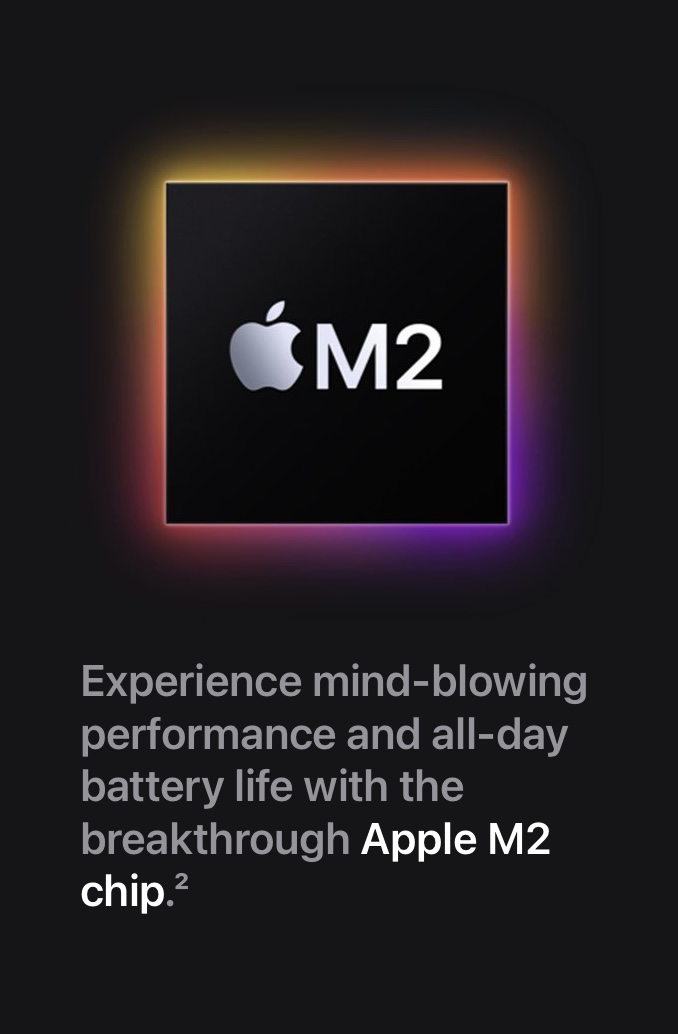 M2
Experience mind-blowing
performance and all-day
battery life with the
breakthrough Apple M2
chip.²